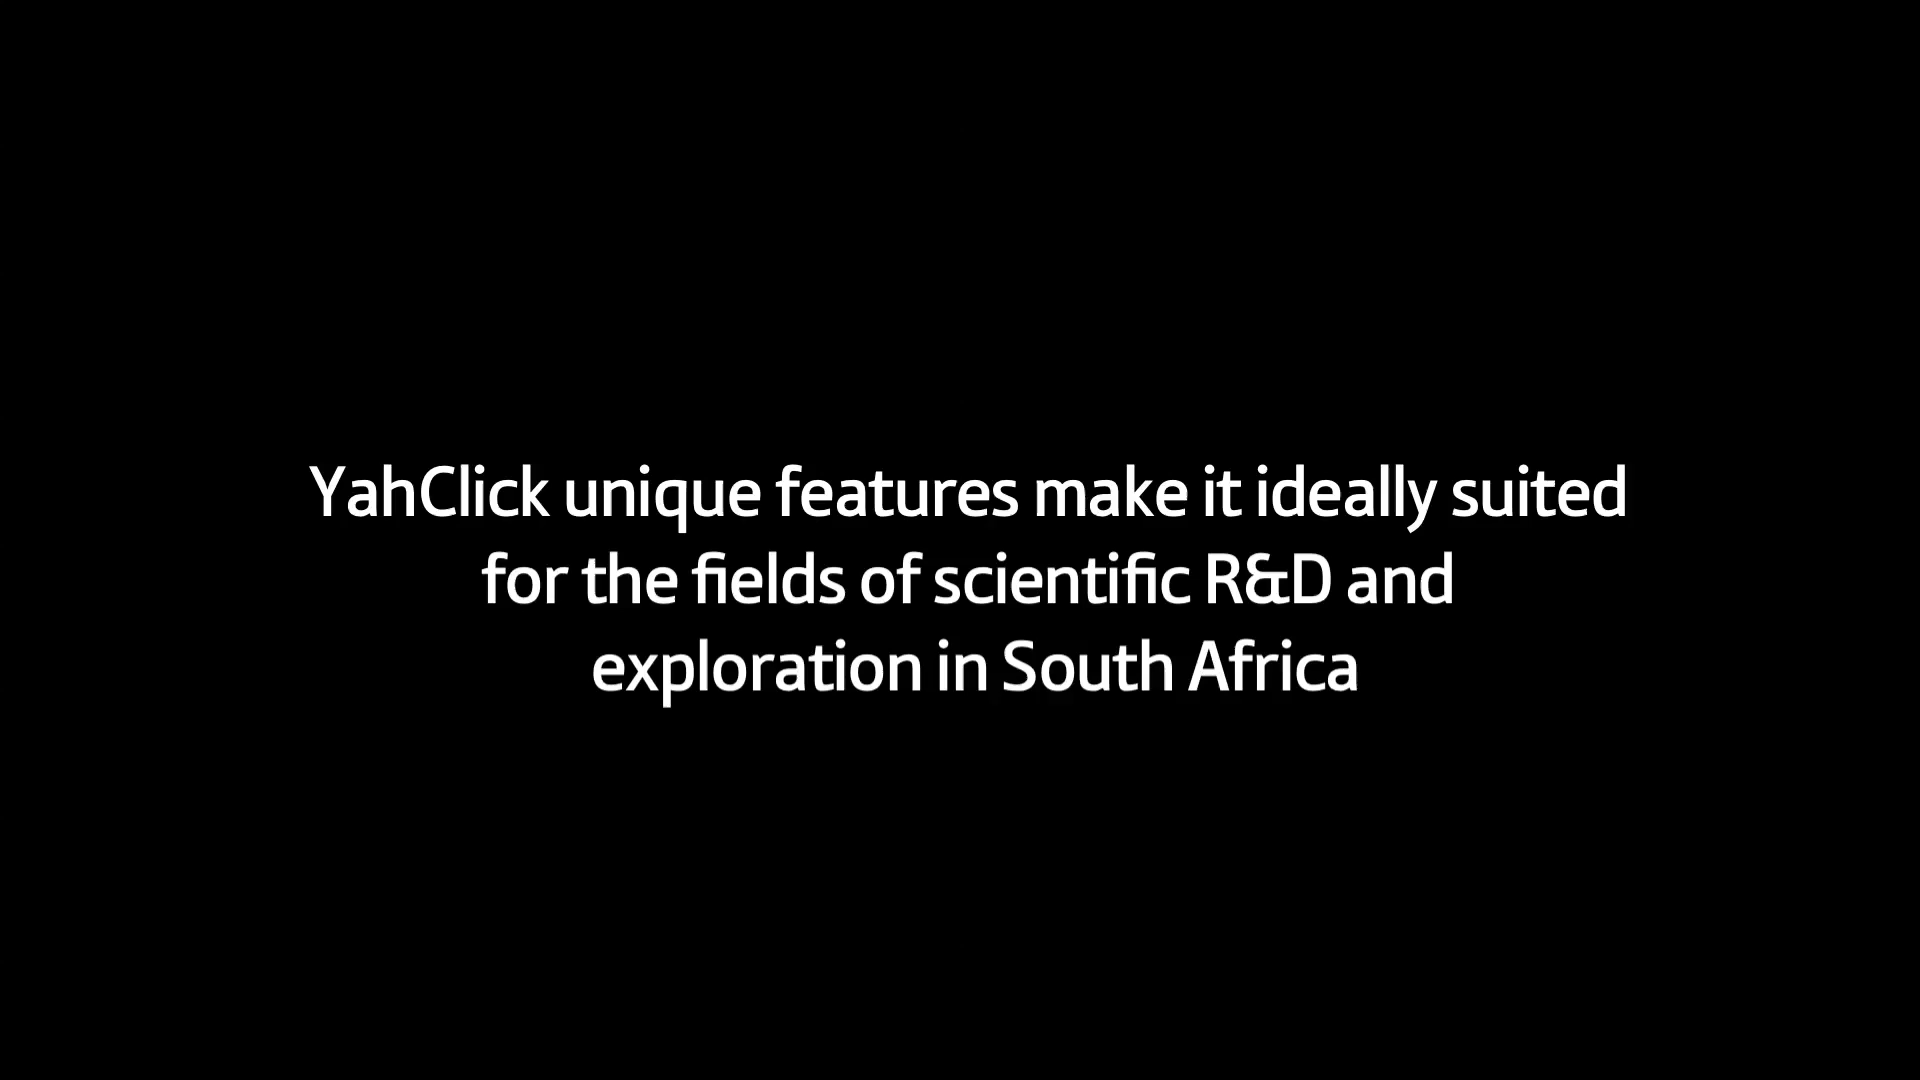 YahClick unique features make it ideally suited
for the fields of scientific R&D and
exploration in South Africa